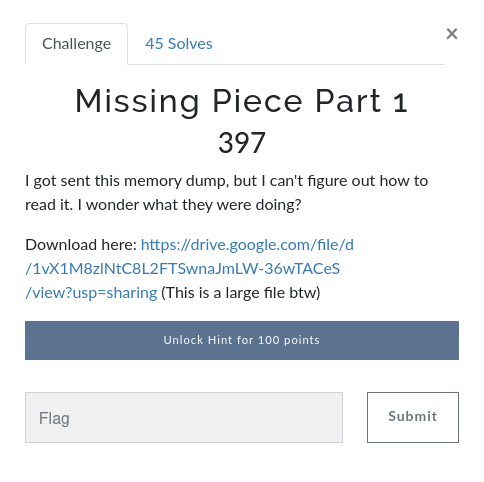 Challenge
45 Solves
×
Missing Piece Part 1
397
I got sent this memory dump, but I can't figure out how to
read it. I wonder what they were doing?
Download here: https://drive.google.com/file/d
/1vX1M8zlNtC8L2FTSwnaJmLW-36wTACeS
/view?usp=sharing (This is a large file btw)
Unlock Hint for 100 points
Flag
Submit